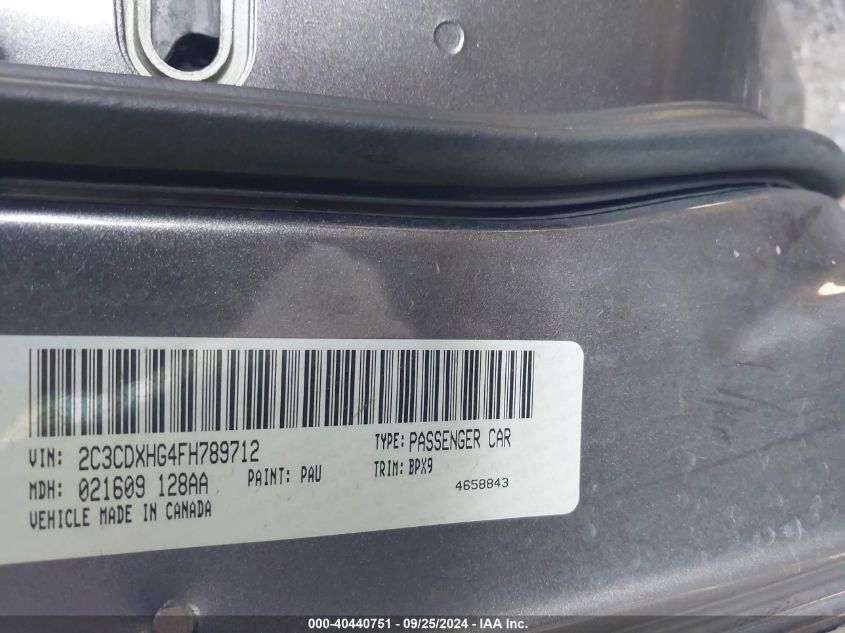 VIN: 2C3CDXHG4FH789712
TYPE: PASSENGER CAR
MDH: 021609 128AA
PAINT: PAU
TRIM: BPX9
VEHICLE MADE IN CANADA
4658843
000-40440751 - 09/25/2024 - IAA Inc.